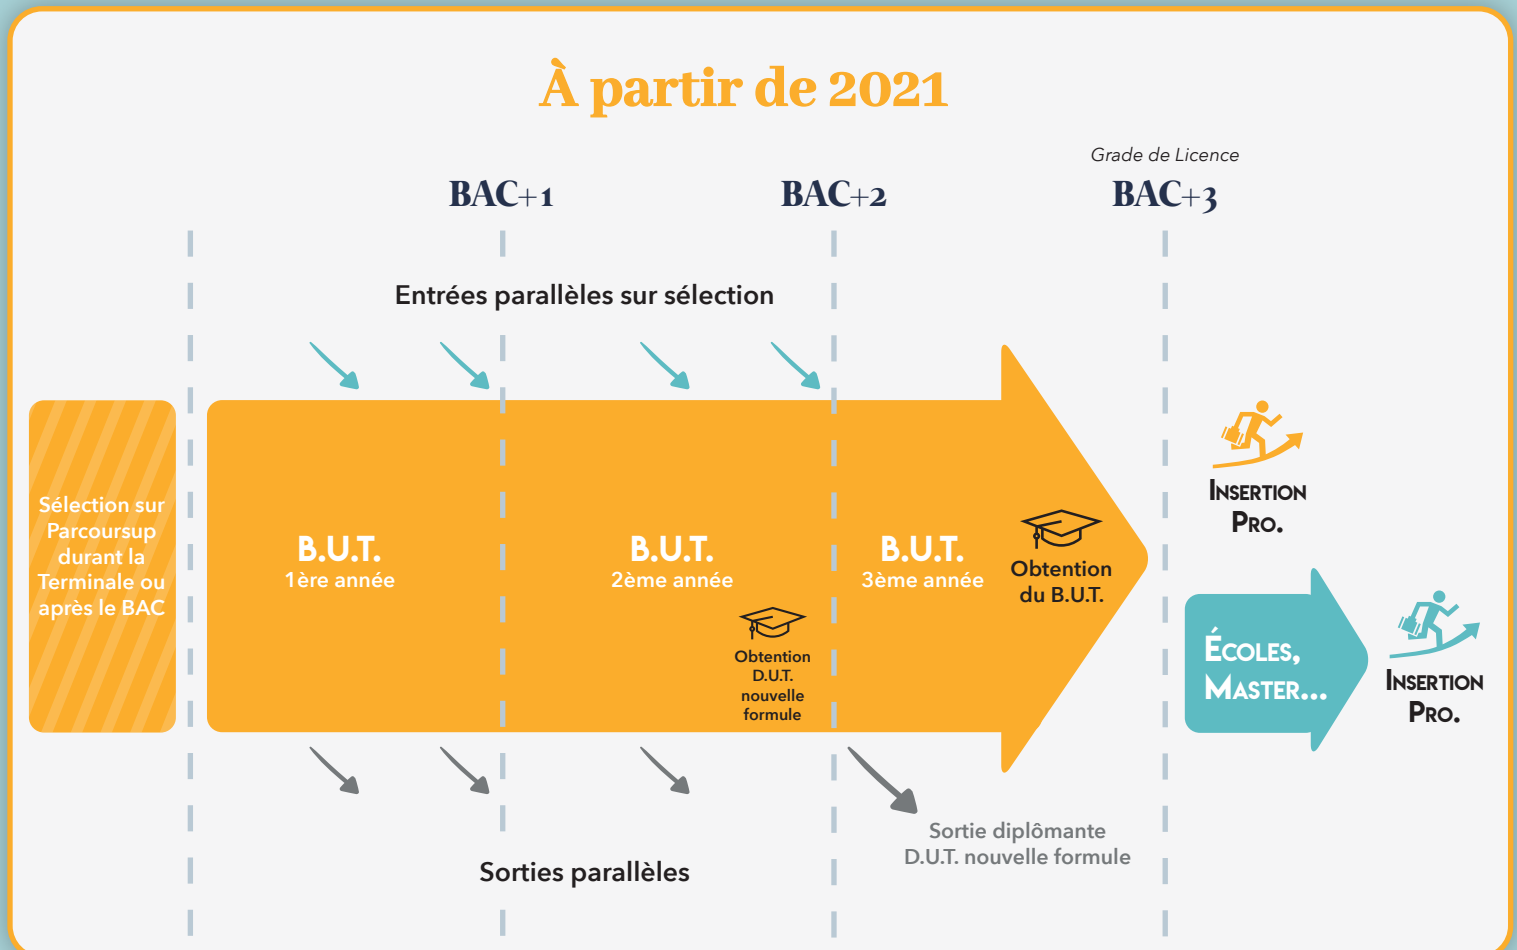 À partir de 2021
Grade de Licence
BAC+1
BAC+2
BAC+3
Entrées parallèles sur sélection
Sélection sur
Parcoursup
durant la
Terminale ou
après le BAC
B.U.T.
1ère année
B.U.T.
2ème année
Obtention
D.U.T.
nouvelle
formule
B.U.T.
3ème année
Obtention
du B.U.T.
INSERTION
PRO.
ÉCOLES,
MASTER...
INSERTION
PRO.
Sortie diplômante
D.U.T. nouvelle formule
Sorties parallèles